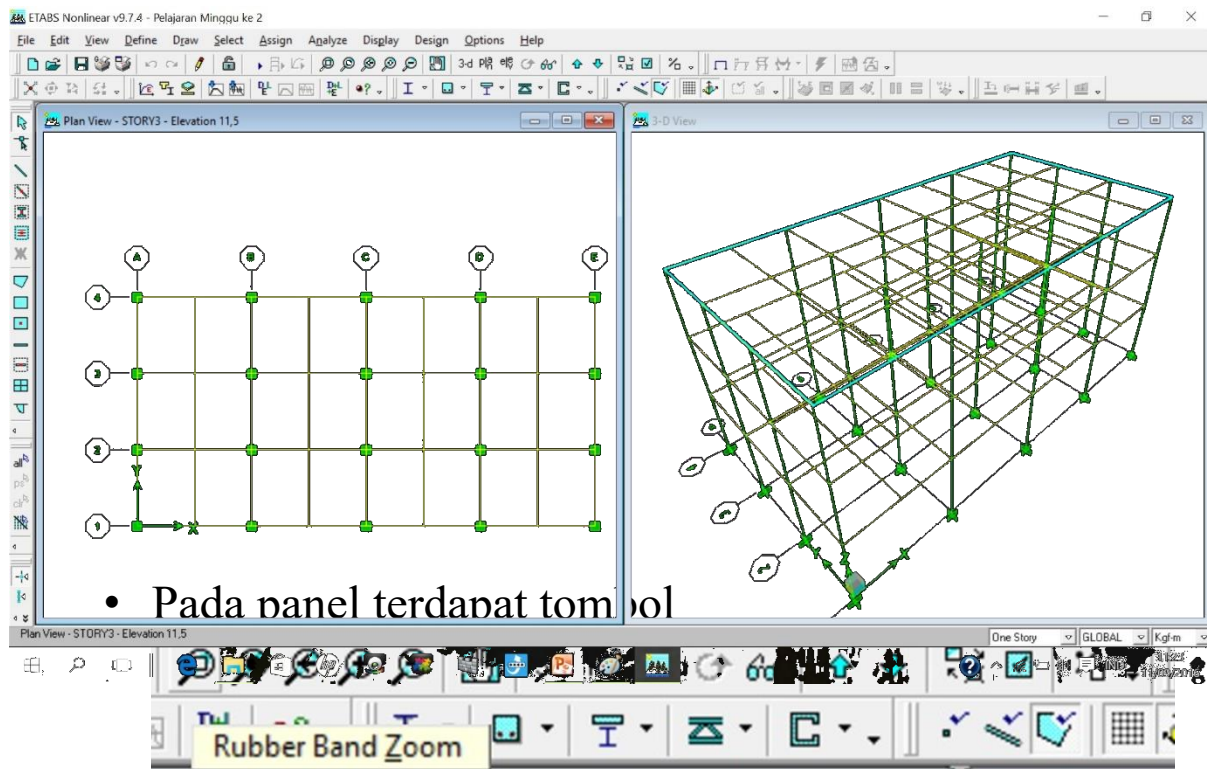 ETABS Nonlinear v9.7.4 - Pelajaran Minggu ke 2
File Edit View Define Draw Select Assign Analyze Display Design Options Help
3-d
Plan View - STORY3 - Elevation 11,5
3-D View
A B C D E
4
3
2
1
Y
X
all
• Pada panel terdapat tombol
Plan View - STORY3 - Elevation 11,5
One Story GLOBAL Kgf-m
Rubber Band Zoom